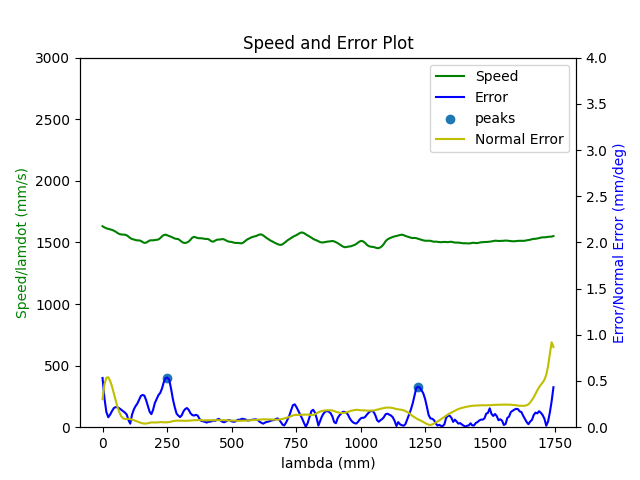 Speed and Error Plot
3000
2500
2000
1500
1000
500
0
Speed/lamdot (mm/s)
4.0
3.5
3.0
2.5
2.0
1.5
1.0
0.5
0.0
Error/Normal Error (mm/deg)
Speed
Error
peaks
Normal Error
0 250 500 750 1000 1250 1500 1750
lambda (mm)